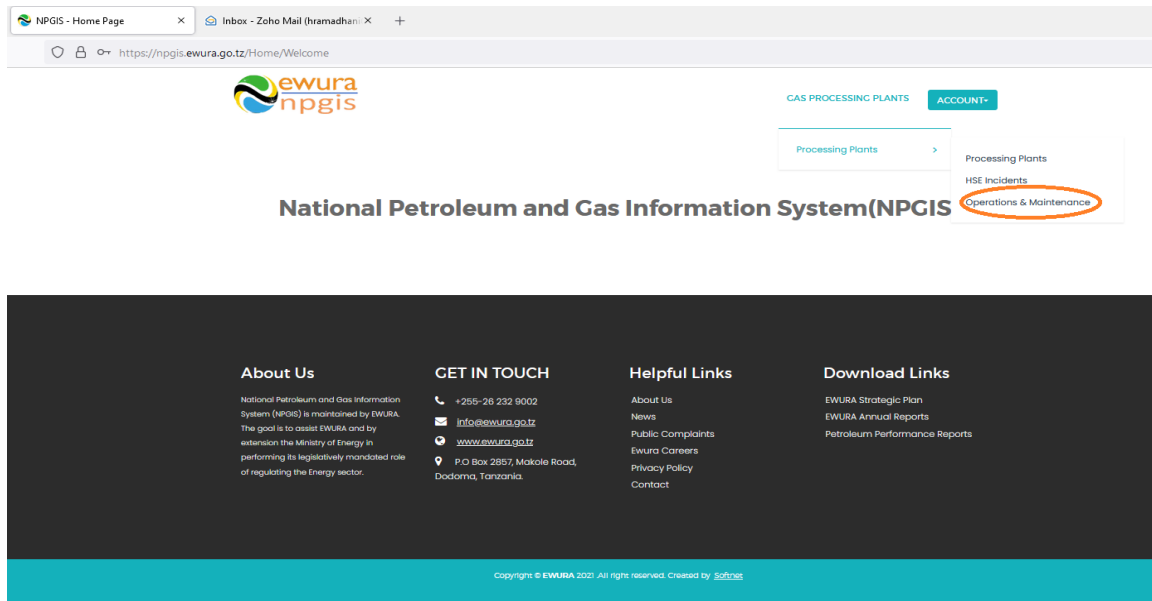 NPGIS - Home Page
Inbox - Zoho Mail (hramadhani
https://npgis.ewura.go.tz/Home/Welcome
ewura
npgis
GAS PROCESSING PLANTS
ACCOUNT
Processing Plants >
Processing Plants
HSE Incidents
Operations & Maintenance
National Petroleum and Gas Information System(NPGIS
About Us
National Petroleum and Gas Information
System (NPGIS) is maintained by EWURA.
The goal is to assist EWURA and by
extension the Ministry of Energy in
performing its legislatively mandated role
of regulating the Energy sector.
GET IN TOUCH
+255-26 232 9002
info@ewura.go.tz
www.ewura.go.tz
P.O Box 2857, Makole Road,
Dodoma, Tanzania.
Helpful Links
About Us
News
Public Complaints
Ewura Careers
Privacy Policy
Contact
Download Links
EWURA Strategic Plan
EWURA Annual Reports
Petroleum Performance Reports
Copyright © EWURA 2021 .All right reserved. Created by Softnet